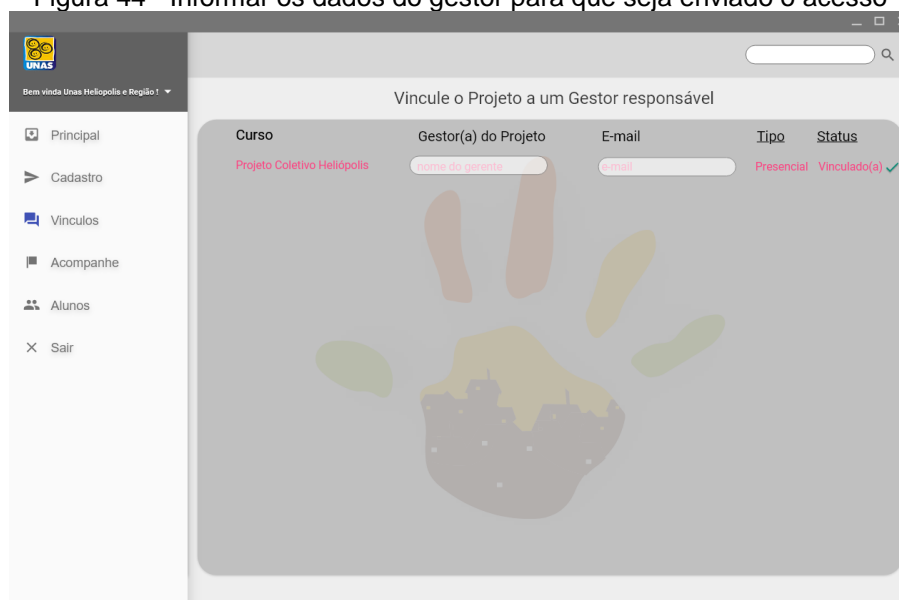 Figura 44 - Informar os dados do gestor para que seja enviado o acesso
UNAS
Bem vinda Unas Heliopolis e Região !
Vincule o Projeto a um Gestor responsável
Principal
Cadastro
Vinculos
Acompanhe
Alunos
Sair
Curso Gestor(a) do Projeto E-mail Tipo Status
Projeto Coletivo Heliópolis nome do gerente e-mail Presencial Vinculado(a)